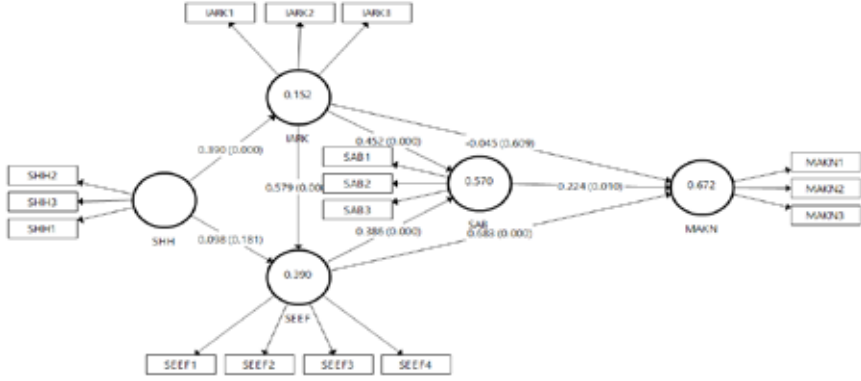 IARK1 IARK2 IARK3
0.152
IARK
0.390 (0.000)
0.452 (0.000)
-0.045 (0.609)
SHH2
SHH3
SHH1
SHH
SAB1
SAB2
SAB3
0.570
SAB
0.224 (0.010)
0.672
MAKN
MAKN1
MAKN2
MAKN3
0.579
0.098 (0.181)
0.386 (0.000)
0.683 (0.000)
0.390
SEEF
SEEF1 SEEF2 SEEF3 SEEF4